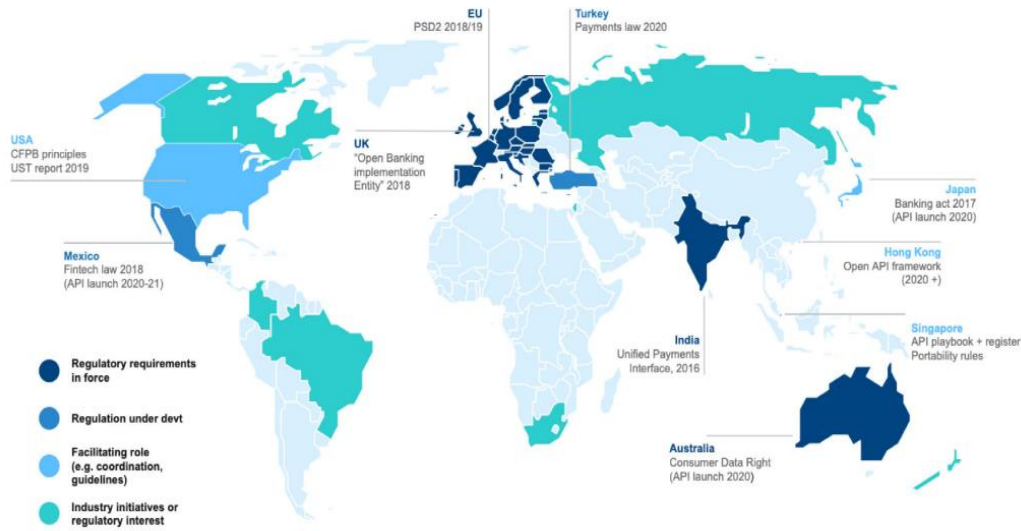 EU
PSD2 2018/19
Turkey
Payments law 2020
USA
CFPB principles
UST report 2019
UK
"Open Banking
implementation
Entity" 2018
Japan
Banking act 2017
(API launch 2020)
Mexico
Fintech law 2018
(API launch 2020-21)
Hong Kong
Open API framework
(2020 +)
India
Unified Payments
Interface, 2016
Singapore
API playbook + register
Portability rules
Australia
Consumer Data Right
(API launch 2020)
Regulatory requirements
in force
Regulation under devt
Facilitating role
(e.g. coordination,
guidelines)
Industry initiatives or
regulatory interest